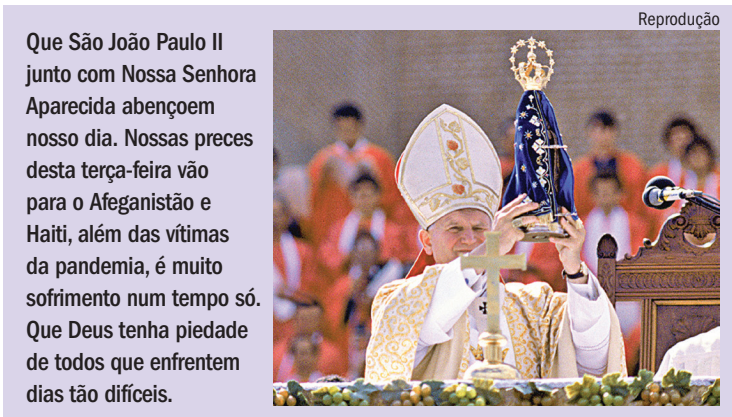 Reprodução
Que São João Paulo II
junto com Nossa Senhora
Aparecida abençoem
nosso dia. Nossas preces
desta terça-feira vão
para o Afeganistão e
Haiti, além das vítimas
da pandemia, é muito
sofrimento num tempo só.
Que Deus tenha piedade
de todos que enfrentem
dias tão difíceis.